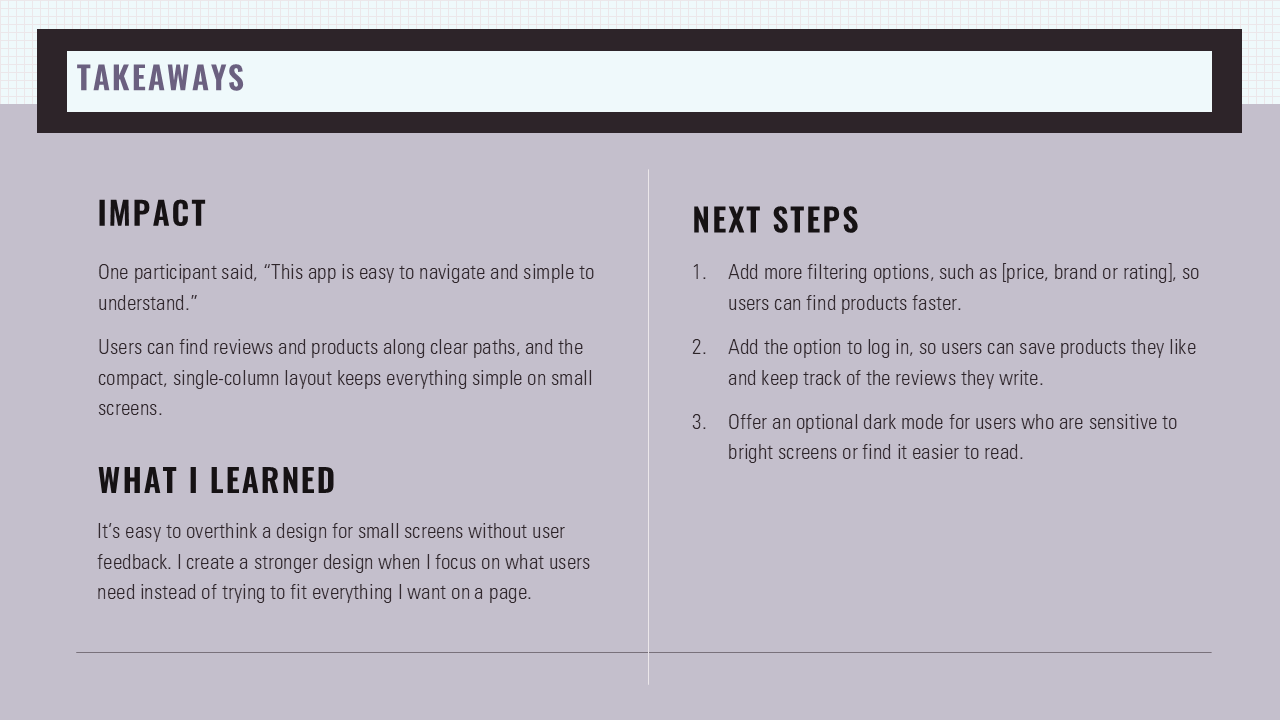 TAKEAWAYS
IMPACT
One participant said, “This app is easy to navigate and simple to
understand.”
Users can find reviews and products along clear paths, and the
compact, single-column layout keeps everything simple on small
screens.
WHAT I LEARNED
It’s easy to overthink a design for small screens without user
feedback. I create a stronger design when I focus on what users
need instead of trying to fit everything I want on a page.
NEXT STEPS
1. Add more filtering options, such as [price, brand or rating], so
users can find products faster.
2. Add the option to log in, so users can save products they like
and keep track of the reviews they write.
3. Offer an optional dark mode for users who are sensitive to
bright screens or find it easier to read.